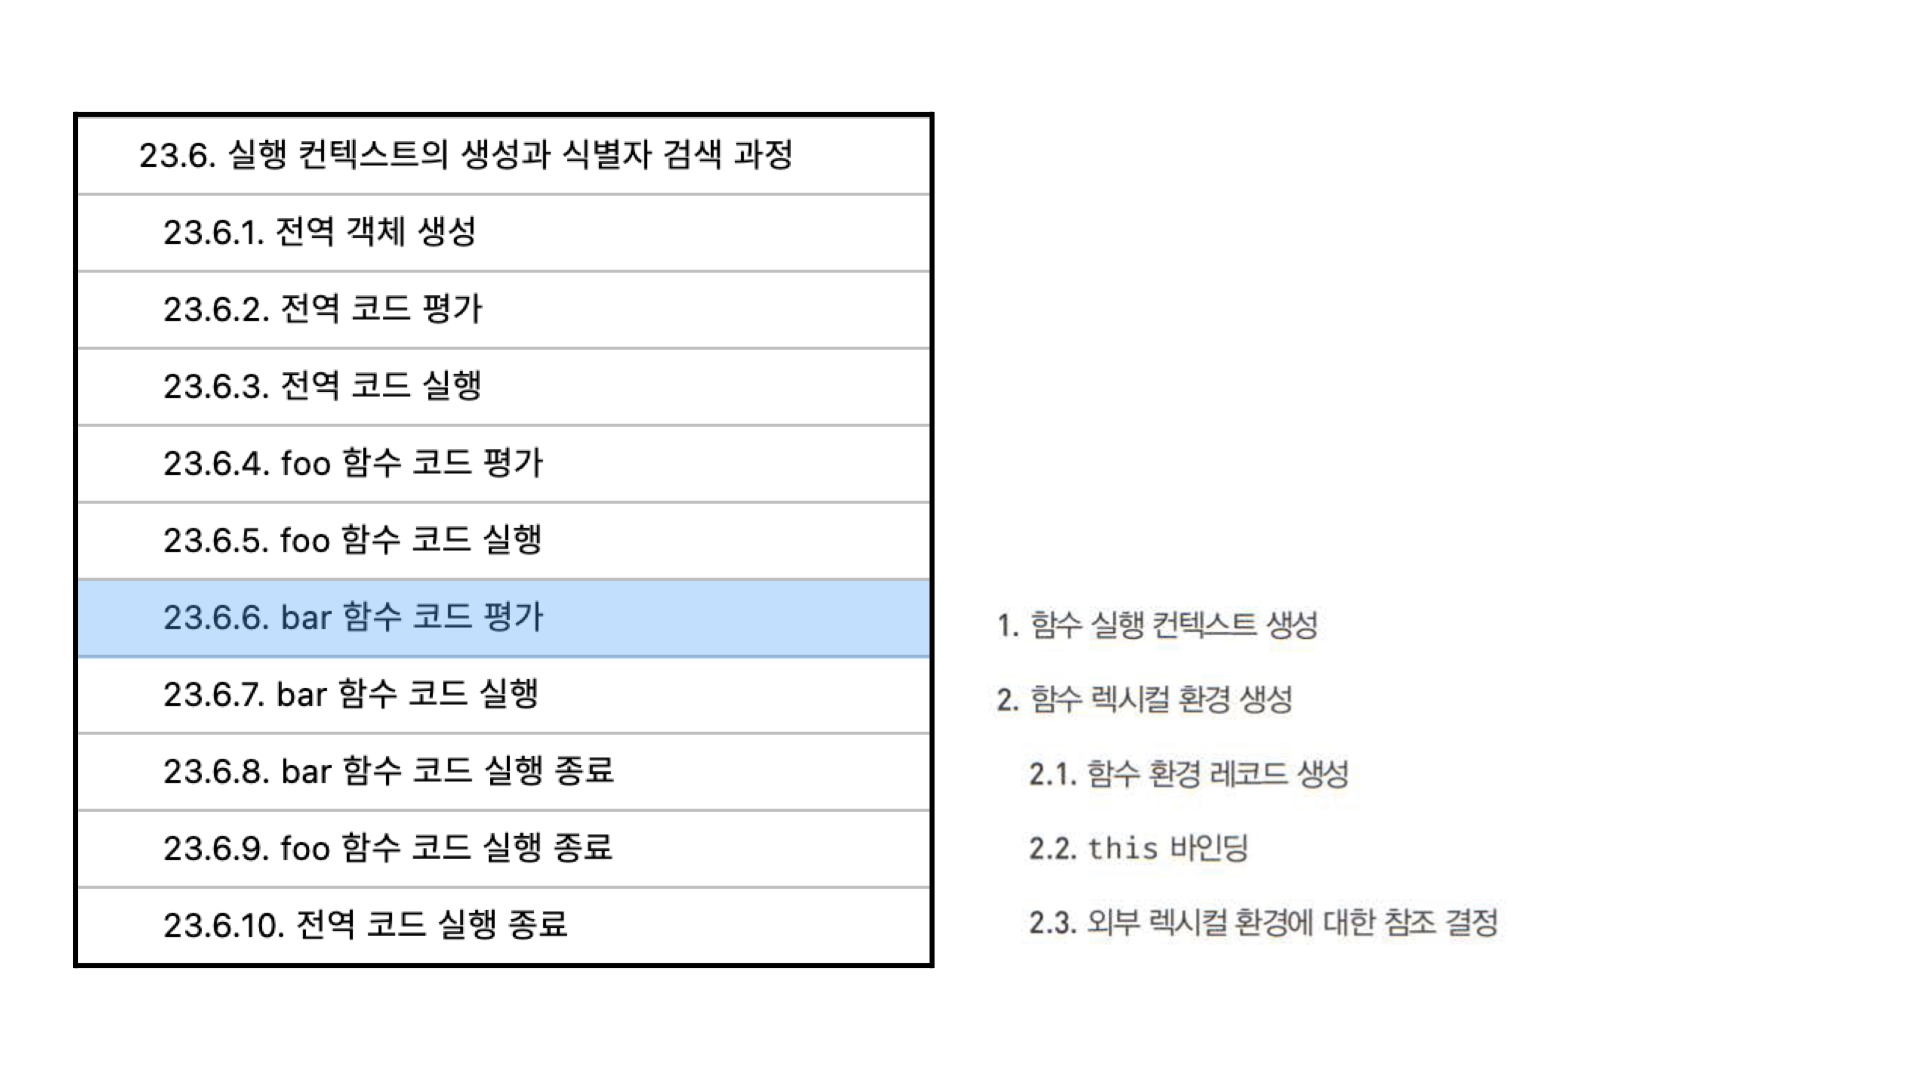 23.6. 실행 컨텍스트의 생성과 식별자 검색 과정
23.6.1. 전역 객체 생성
23.6.2. 전역 코드 평가
23.6.3. 전역 코드 실행
23.6.4. foo 함수 코드 평가
23.6.5. foo 함수 코드 실행
23.6.6. bar 함수 코드 평가
23.6.7. bar 함수 코드 실행
23.6.8. bar 함수 코드 실행 종료
23.6.9. foo 함수 코드 실행 종료
23.6.10. 전역 코드 실행 종료
1. 함수 실행 컨텍스트 생성
2. 함수 렉시컬 환경 생성
2.1. 함수 환경 레코드 생성
2.2. this 바인딩
2.3. 외부 렉시컬 환경에 대한 참조 결정